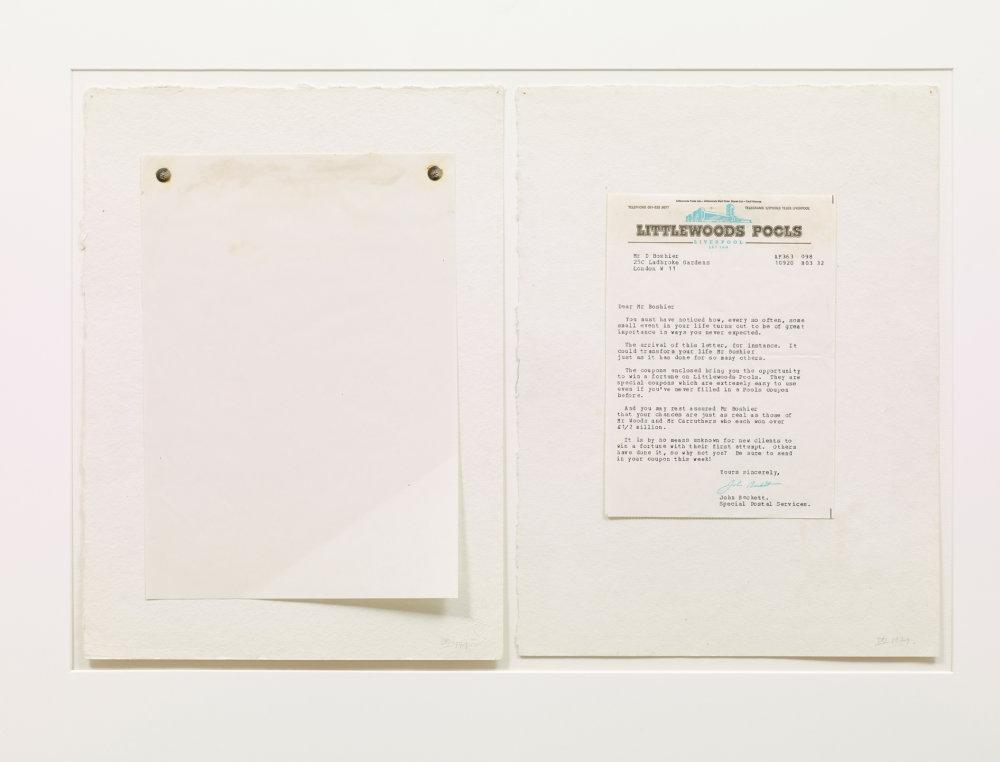 TELEPHONE 051-525 3677
LITTLEWOODS POOLS
LIVERPOOL
Mr D Boshier
25C Ladbroke Gardens
London W 11
AP363 098
10920 H03 32
Dear Mr Boshier
You must have noticed how, every so often, some
small event in your life turns out to be of great
importance in ways you never expected.
The arrival of this letter, for instance. It
could transform your life Mr Boshier
just as it has done for so many others.
The coupons enclosed bring you the opportunity
to win a fortune on Littlewoods Pools. They are
special coupons which are extremely easy to use
even if you've never filled in a Pools Coupon
before.
And you may rest assured Mr Boshier
that your chances are just as real as those of
Mr Woods and Mr Carruthers who each won over
£1/2 million.
It is by no means unknown for new clients to
win a fortune with their first attempt. Others
have done it, so why not you? Be sure to send
in your coupon this week!
Yours sincerely,
John Beckett.
Special Postal Services.